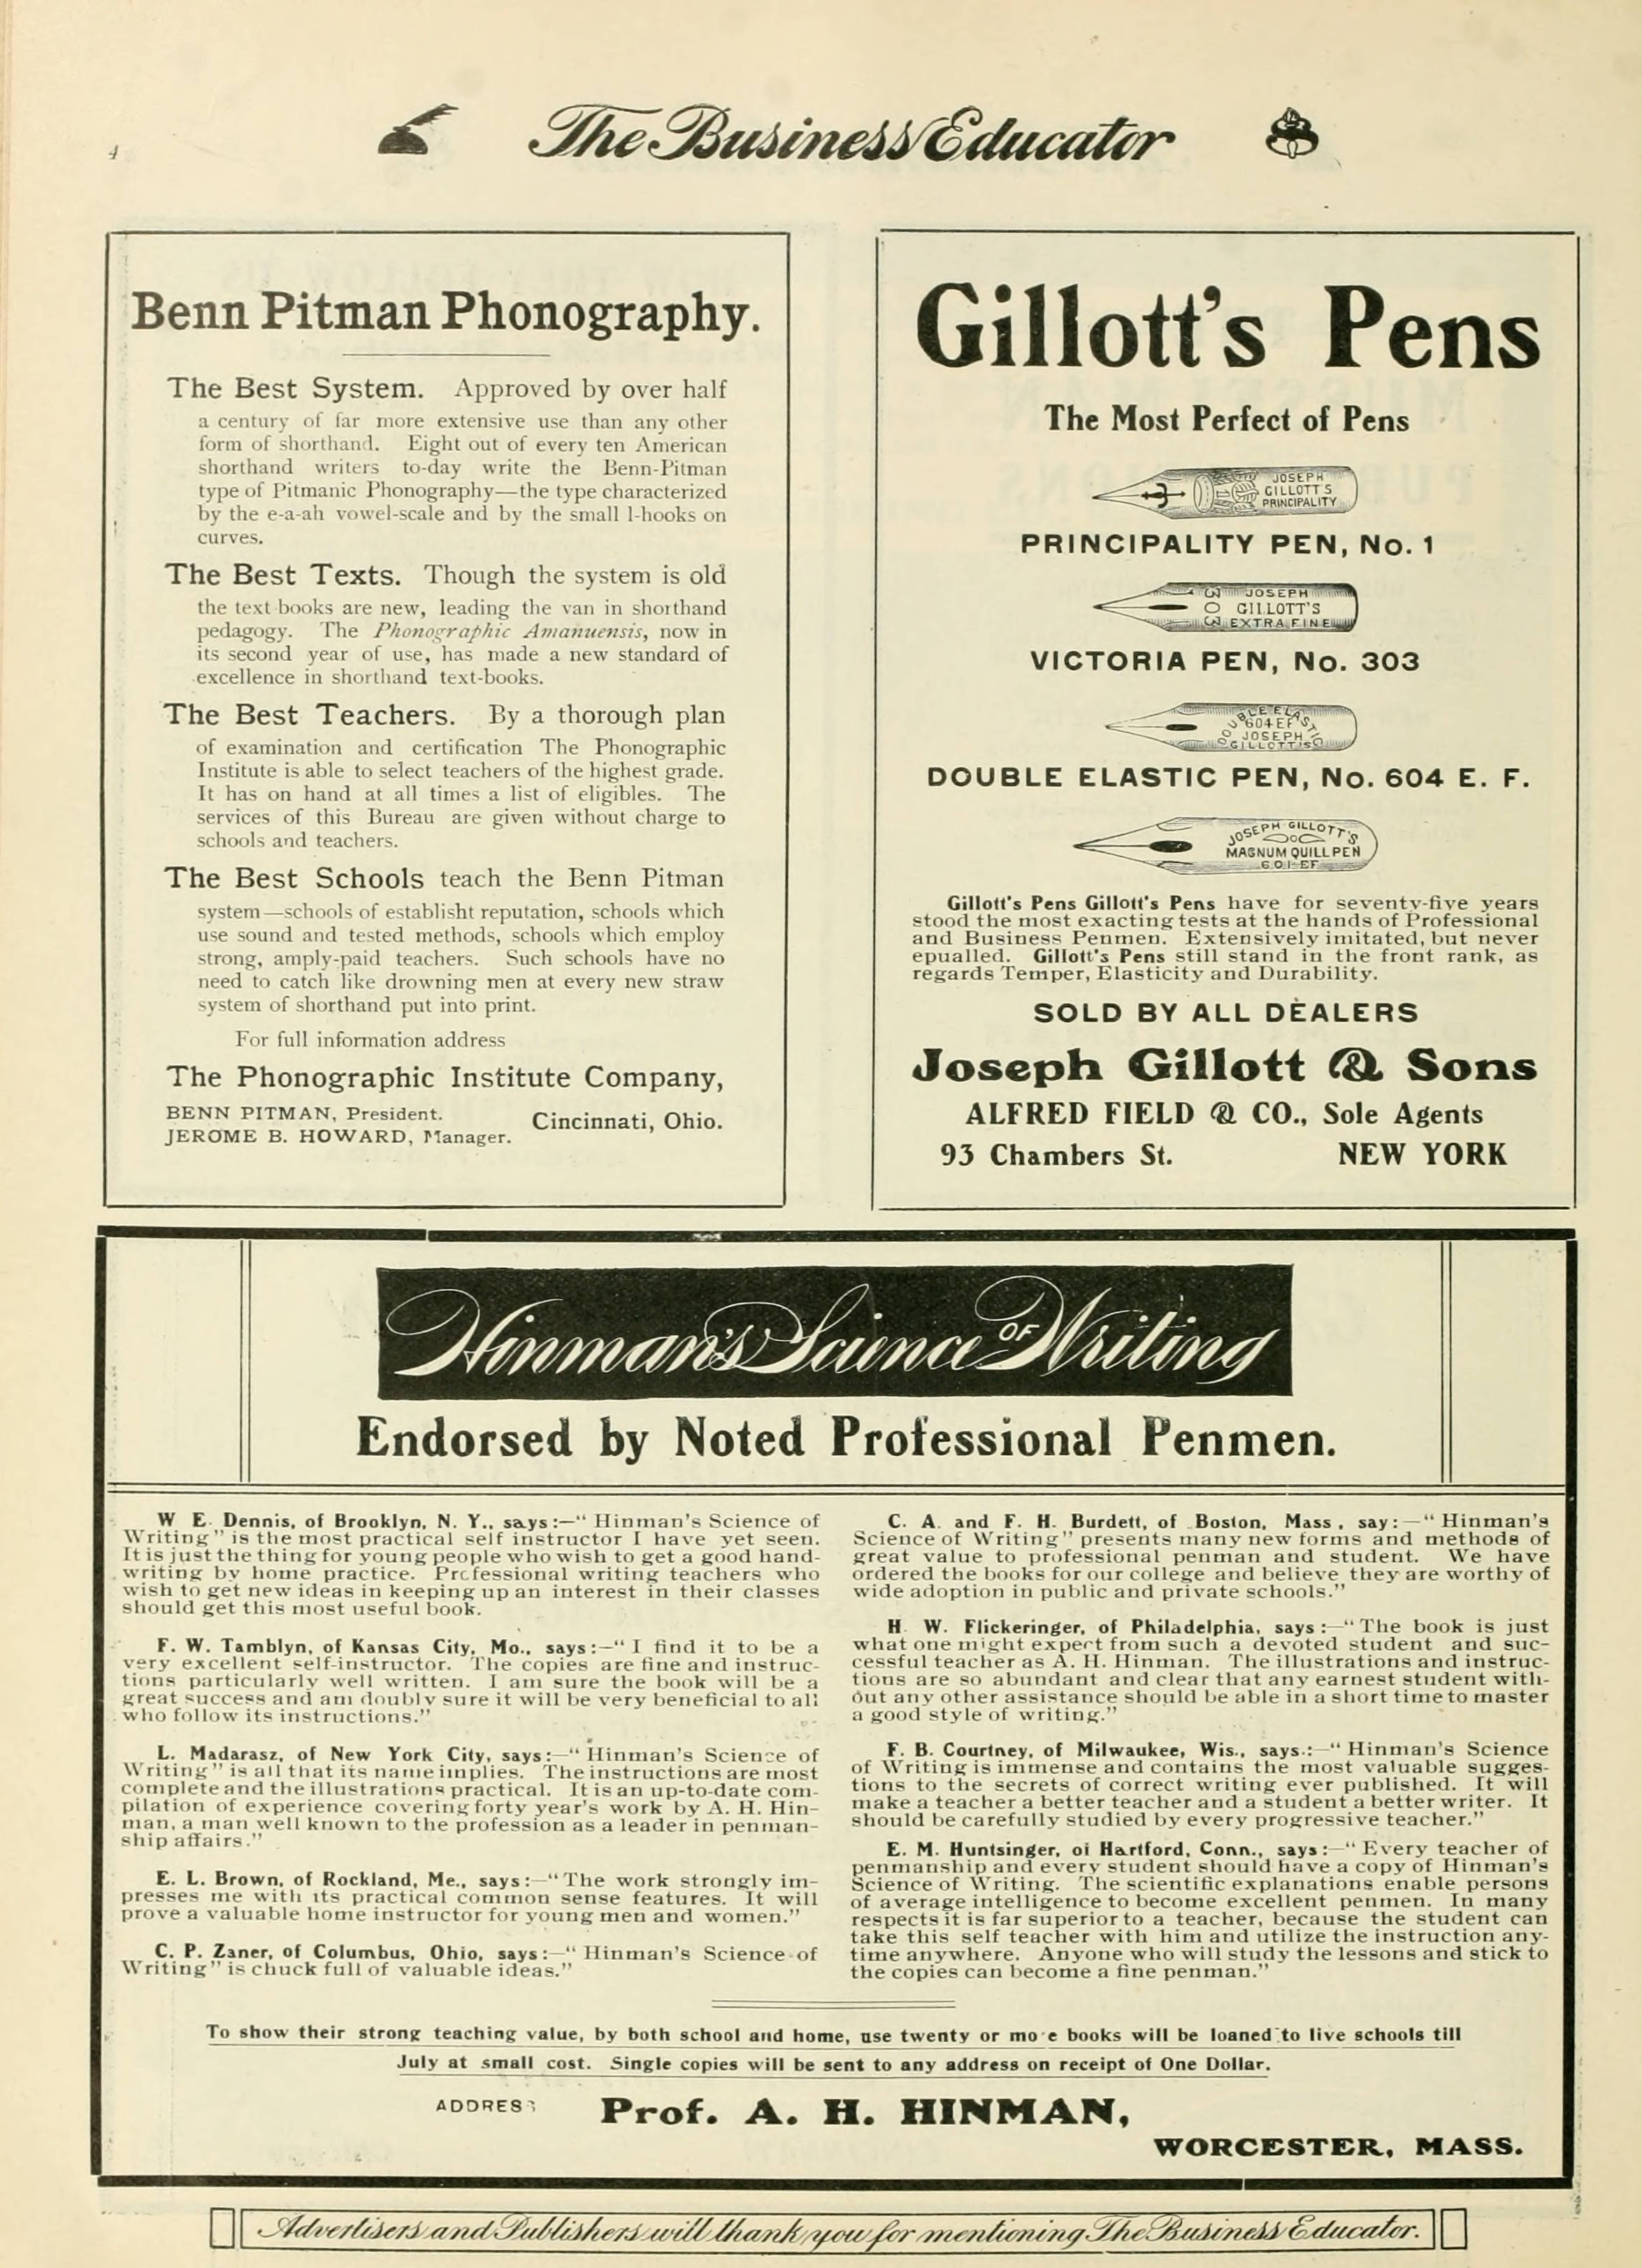 4
The Business Educator
Benn Pitman Phonography.
The Best System. Approved by over half
a century of far more extensive use than any other
form of shorthand. Eight out of every ten American
shorthand writers to-day write the Benn-Pitman
type of Pitmanic Phonography—the type characterized
by the e-a-ah vowel-scale and by the small l-hooks on
curves.
The Best Texts. Though the system is old
the text books are new, leading the van in shorthand
pedagogy. The Phonographic Amanuensis, now in
its second year of use, has made a new standard of
excellence in shorthand text-books.
The Best Teachers. By a thorough plan
of examination and certification The Phonographic
Institute is able to select teachers of the highest grade.
It has on hand at all times a list of eligibles. The
services of this Bureau are given without charge to
schools and teachers.
The Best Schools teach the Benn Pitman
system—schools of establisht reputation, schools which
use sound and tested methods, schools which employ
strong, amply-paid teachers. Such schools have no
need to catch like drowning men at every new straw
system of shorthand put into print.
For full information address
The Phonographic Institute Company,
BENN PITMAN, President.
JEROME B. HOWARD, Manager.
Cincinnati, Ohio.
Gillott's Pens
The Most Perfect of Pens
JOSEPH
GILLOTT'S
PRINCIPALITY
PRINCIPALITY PEN, No. 1
303
JOSEPH
GILLOTT'S
EXTRA FINE
VICTORIA PEN, No. 303
DOUBLE ELASTIC
604 EF
JOSEPH
GILLOTT'S
DOUBLE ELASTIC PEN, No. 604 E. F.
JOSEPH GILLOTT'S
MAGNUM QUILL PEN
601 EF
Gillott's Pens Gillott's Pens have for seventy-five years
stood the most exacting tests at the hands of Professional
and Business Penmen. Extensively imitated, but never
epualled. Gillott's Pens still stand in the front rank, as
regards Temper, Elasticity and Durability.
SOLD BY ALL DEALERS
Joseph Gillott & Sons
ALFRED FIELD & CO., Sole Agents
93 Chambers St. NEW YORK
Hinman's Science OF Writing
Endorsed by Noted Professional Penmen.
W E. Dennis, of Brooklyn, N. Y., says:—"Hinman's Science of
Writing" is the most practical self instructor I have yet seen.
It is just the thing for young people who wish to get a good hand-
writing by home practice. Professional writing teachers who
wish to get new ideas in keeping up an interest in their classes
should get this most useful book.
F. W. Tamblyn, of Kansas City, Mo., says:—"I find it to be a
very excellent self-instructor. The copies are fine and instruc-
tions particularly well written. I am sure the book will be a
great success and am doubly sure it will be very beneficial to all
who follow its instructions."
L. Madarasz, of New York City, says:—"Hinman's Science of
Writing" is all that its name implies. The instructions are most
complete and the illustrations practical. It is an up-to-date com-
pilation of experience covering forty year's work by A. H. Hin-
man, a man well known to the profession as a leader in penman-
ship affairs."
E. L. Brown, of Rockland, Me., says:—"The work strongly im-
presses me with its practical common sense features. It will
prove a valuable home instructor for young men and women."
C. P. Zaner, of Columbus, Ohio, says:—"Hinman's Science of
Writing" is chuck full of valuable ideas."
C. A. and F. H. Burdett, of Boston, Mass, say:—"Hinman's
Science of Writing" presents many new forms and methods of
great value to professional penman and student. We have
ordered the books for our college and believe they are worthy of
wide adoption in public and private schools."
H. W. Flickeringer, of Philadelphia, says:—"The book is just
what one might expect from such a devoted student and suc-
cessful teacher as A. H. Hinman. The illustrations and instruc-
tions are so abundant and clear that any earnest student with-
out any other assistance should be able in a short time to master
a good style of writing."
F. B. Courtney, of Milwaukee, Wis., says.:—"Hinman's Science
of Writing is immense and contains the most valuable sugges-
tions to the secrets of correct writing ever published. It will
make a teacher a better teacher and a student a better writer. It
should be carefully studied by every progressive teacher."
E. M. Huntsinger, of Hartford, Conn., says:—"Every teacher of
penmanship and every student should have a copy of Hinman's
Science of Writing. The scientific explanations enable persons
of average intelligence to become excellent penmen. In many
respects it is far superior to a teacher, because the student can
take this self teacher with him and utilize the instruction any-
time anywhere. Anyone who will study the lessons and stick to
the copies can become a fine penman."
To show their strong teaching value, by both school and home, use twenty or more books will be loaned to live schools till
July at small cost. Single copies will be sent to any address on receipt of One Dollar.
ADDRESS Prof. A. H. HINMAN,
WORCESTER, MASS.
Advertisers and Publishers will thank you for mentioning The Business Educator.